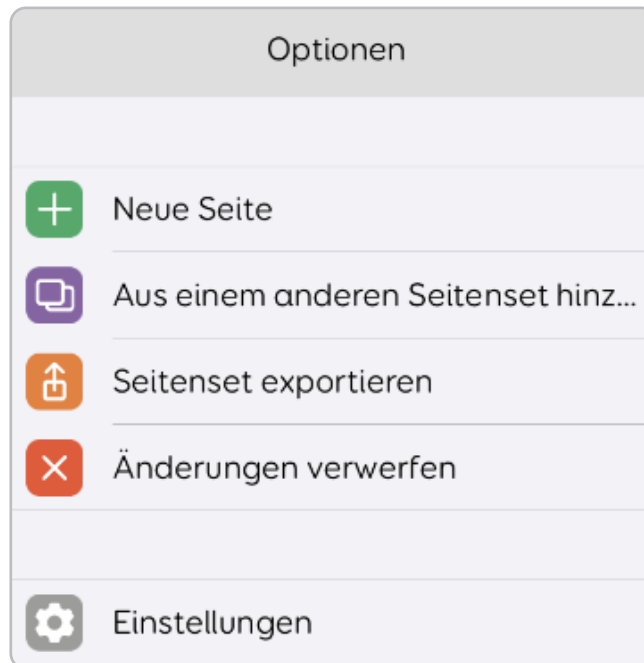 Optionen
Neue Seite
Aus einem anderen Seitenset hinz...
Seitenset exportieren
Änderungen verwerfen
Einstellungen